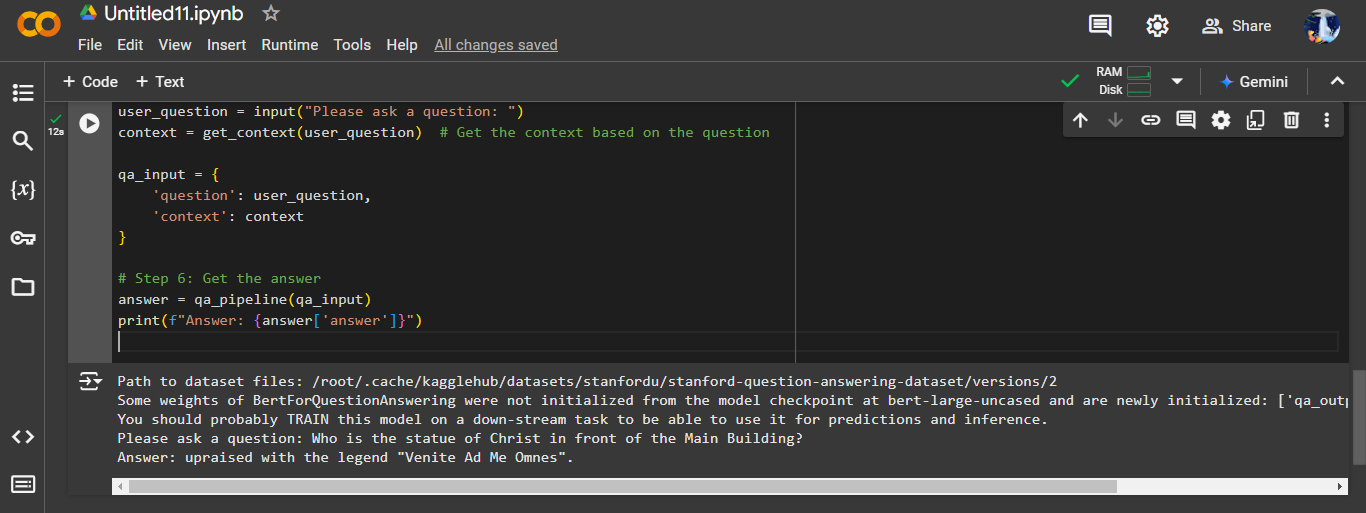 Untitled11.ipynb
File Edit View Insert Runtime Tools Help All changes saved
Share
+ Code + Text
RAM
Disk
Gemini
12s
user_question = input("Please ask a question: ")
context = get_context(user_question)  # Get the context based on the question
qa_input = {
    'question': user_question,
    'context': context
}
# Step 6: Get the answer
answer = qa_pipeline(qa_input)
print(f"Answer: {answer['answer']}")
Path to dataset files: /root/.cache/kagglehub/datasets/stanfordu/stanford-question-answering-dataset/versions/2
Some weights of BertForQuestionAnswering were not initialized from the model checkpoint at bert-large-uncased and are newly initialized: ['qa_outp
You should probably TRAIN this model on a down-stream task to be able to use it for predictions and inference.
Please ask a question: Who is the statue of Christ in front of the Main Building?
Answer: upraised with the legend "Venite Ad Me Omnes".